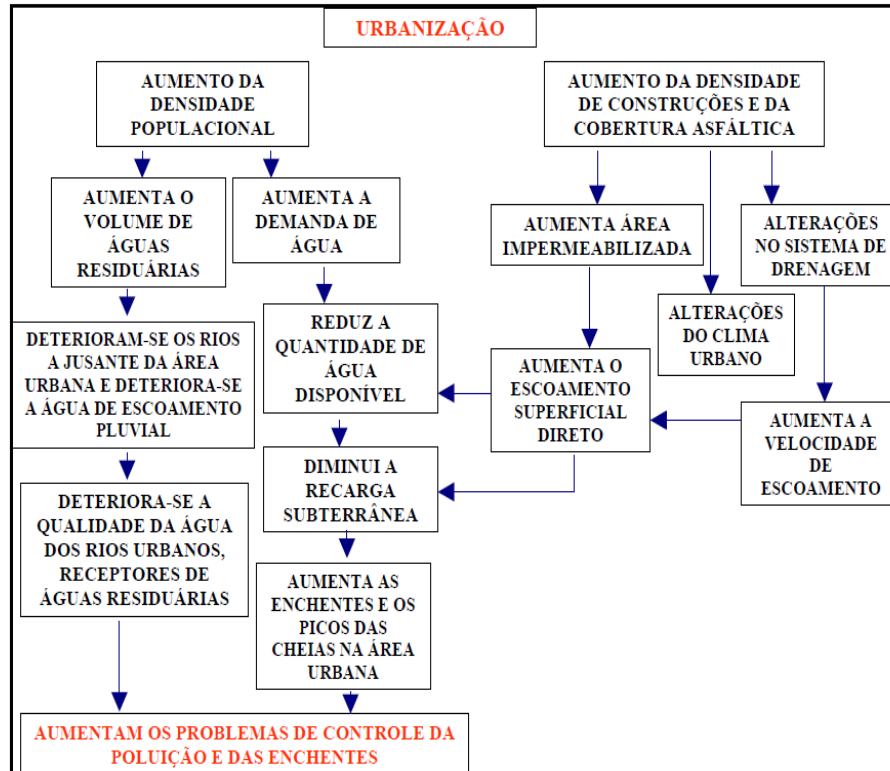 URBANIZAÇÃO
AUMENTO DA
DENSIDADE
POPULACIONAL
AUMENTO DA DENSIDADE
DE CONSTRUÇÕES E DA
COBERTURA ASFÁLTICA
AUMENTA O
VOLUME DE
ÁGUAS
RESIDUÁRIAS
AUMENTA A
DEMANDA DE
ÁGUA
AUMENTA ÁREA
IMPERMEABILIZADA
ALTERAÇÕES
NO SISTEMA DE
DRENAGEM
ALTERAÇÕES
DO CLIMA
URBANO
DETERIORAM-SE OS RIOS
A JUSANTE DA ÁREA
URBANA E DETERIORA-SE
A ÁGUA DE ESCOAMENTO
PLUVIAL
REDUZ A
QUANTIDADE DE
ÁGUA
DISPONÍVEL
AUMENTA O
ESCOAMENTO
SUPERFICIAL
DIRETO
AUMENTA A
VELOCIDADE
DE
ESCOAMENTO
DIMINUI A
RECARGA
SUBTERRÂNEA
DETERIORA-SE A
QUALIDADE DA ÁGUA
DOS RIOS URBANOS,
RECEPTORES DE
ÁGUAS RESIDUÁRIAS
AUMENTA AS
ENCHENTES E OS
PICOS DAS
CHEIAS NA ÁREA
URBANA
AUMENTAM OS PROBLEMAS DE CONTROLE DA
POLUIÇÃO E DAS ENCHENTES